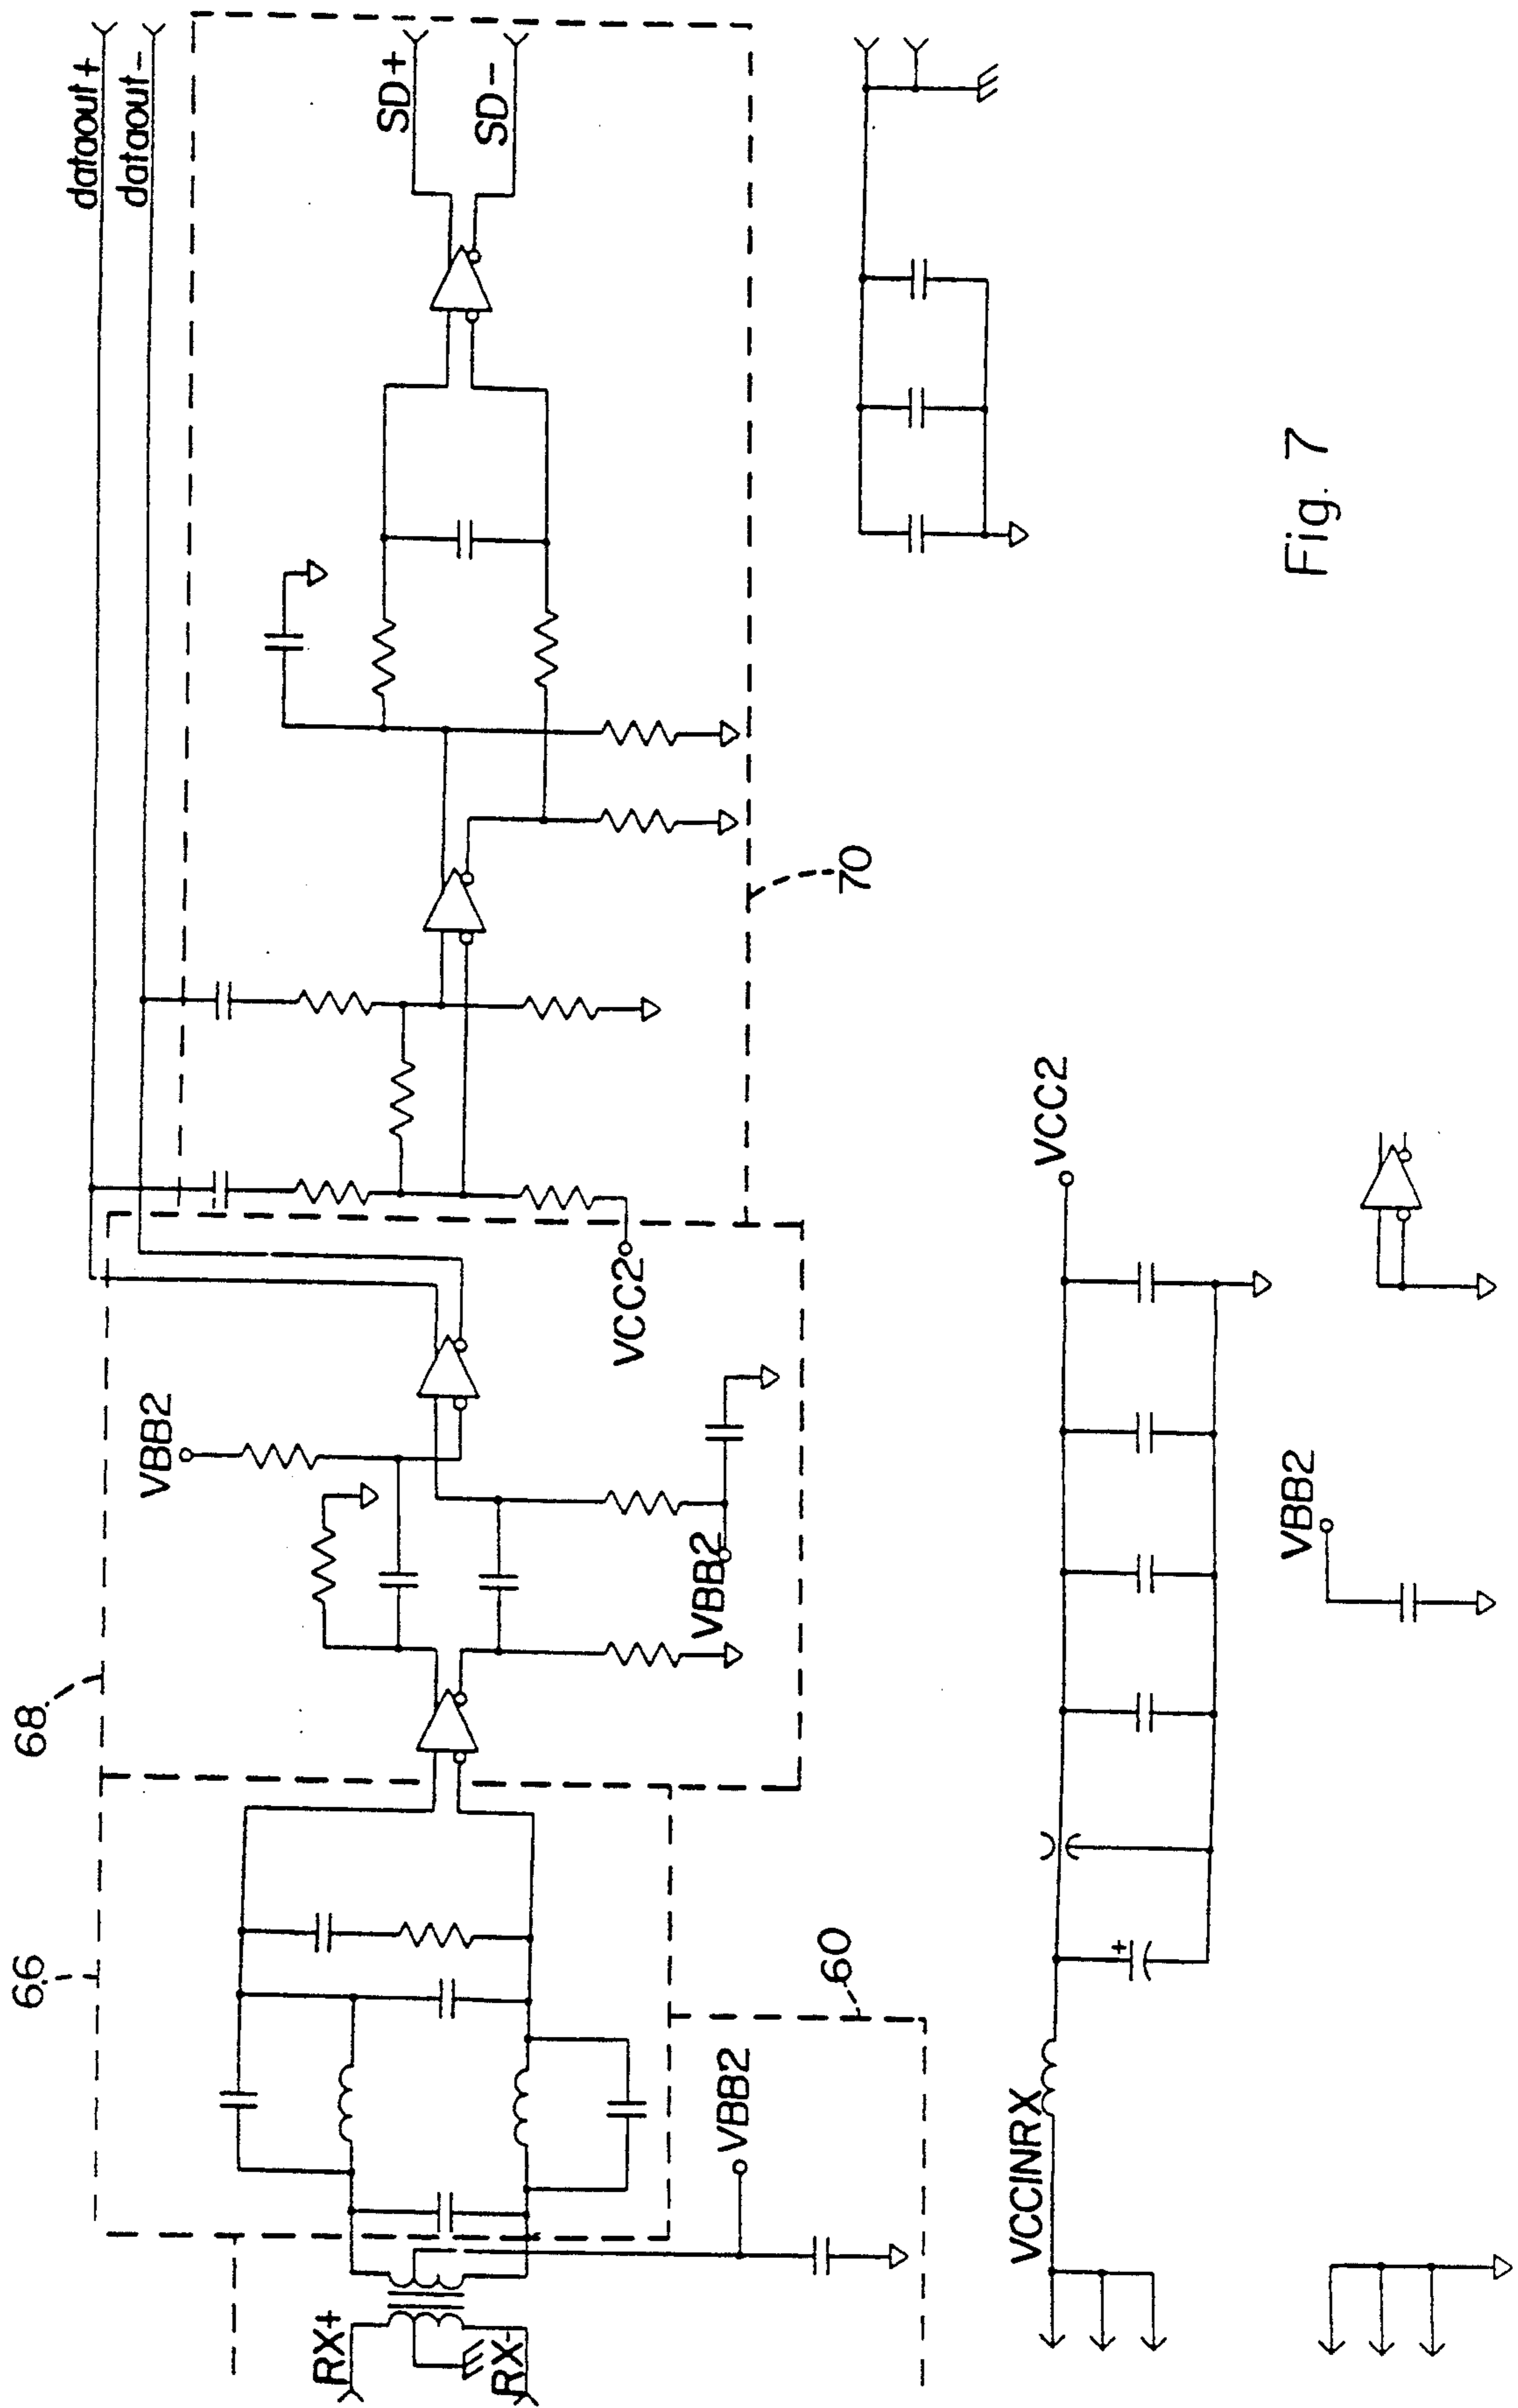 dataout+
dataout-
SD+
SD-
70
VCC2
VBB2
VBB2
68
66
60
VBB2
RX+
RX-
VCCINRX
VCC2
VBB2
Fig. 7